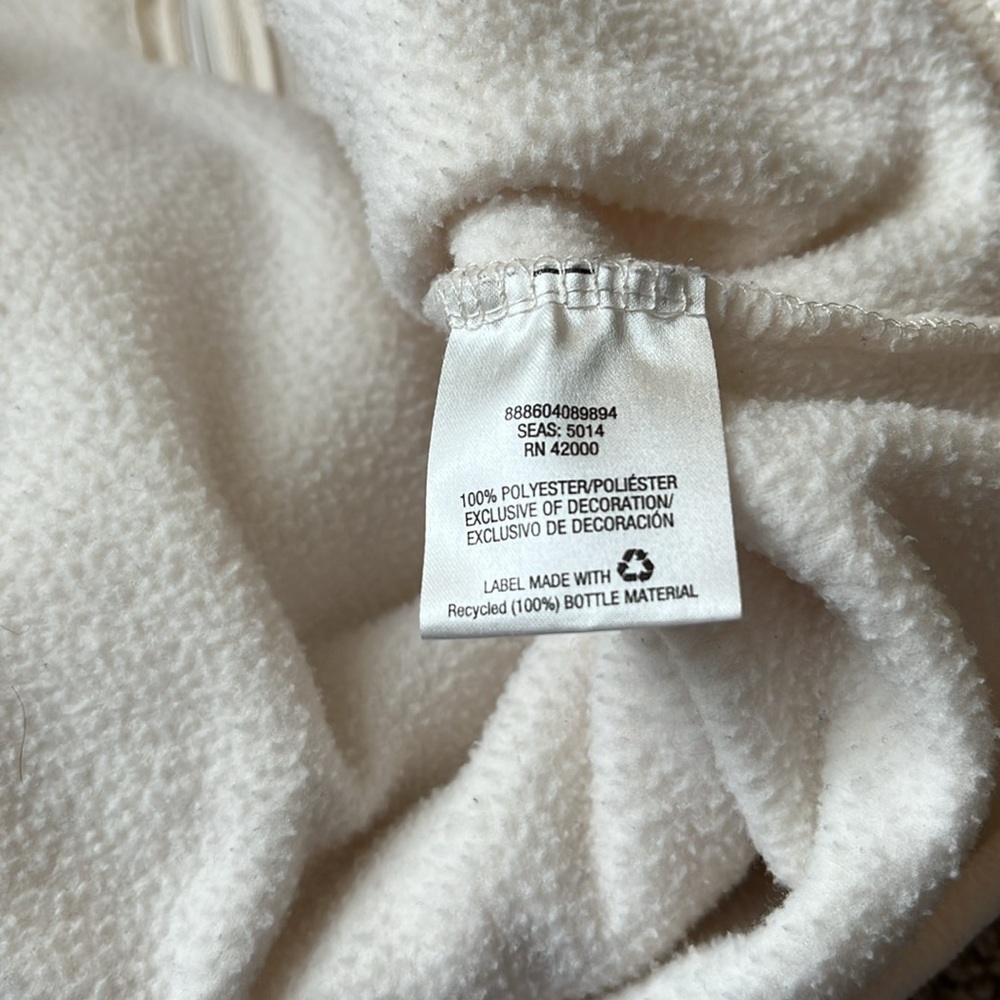 888604089894
SEAS: 5014
RN 42000
100% POLYESTER/POLIÉSTER
EXCLUSIVE OF DECORATION/
EXCLUSIVO DE DECORACIÓN
LABEL MADE WITH
Recycled (100%) BOTTLE MATERIAL